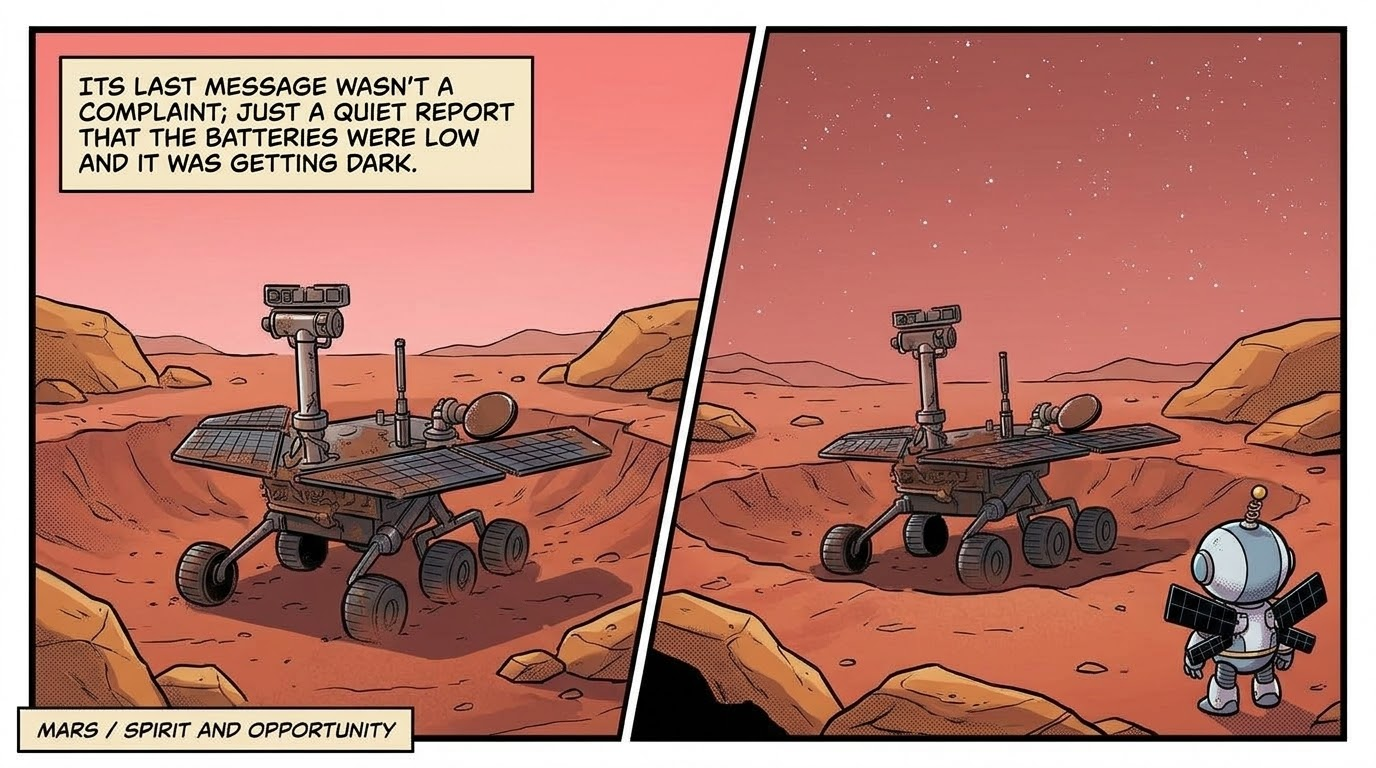 ITS LAST MESSAGE WASN'T A
COMPLAINT; JUST A QUIET REPORT
THAT THE BATTERIES WERE LOW
AND IT WAS GETTING DARK.
MARS / SPIRIT AND OPPORTUNITY